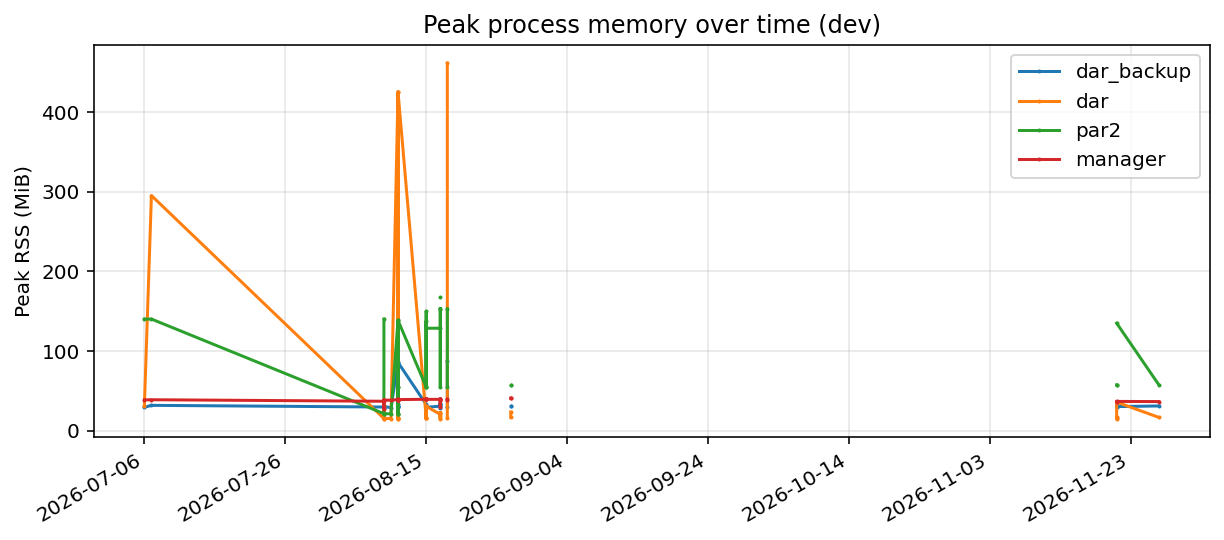 Peak process memory over time (dev)
Peak RSS (MiB)
400
300
200
100
0
dar_backup
dar
par2
manager
2026-07-06
2026-07-26
2026-08-15
2026-09-04
2026-09-24
2026-10-14
2026-11-03
2026-11-23